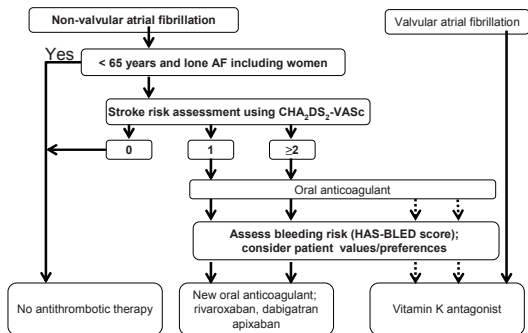 Non-valvular atrial fibrillation
Valvular atrial fibrillation
Yes
< 65 years and lone AF including women
Stroke risk assessment using CHA₂DS₂-VASc
0
1
≥2
Oral anticoagulant
Assess bleeding risk (HAS-BLED score);
consider patient values/preferences
No antithrombotic therapy
New oral anticoagulant;
rivaroxaban, dabigatran
apixaban
Vitamin K antagonist